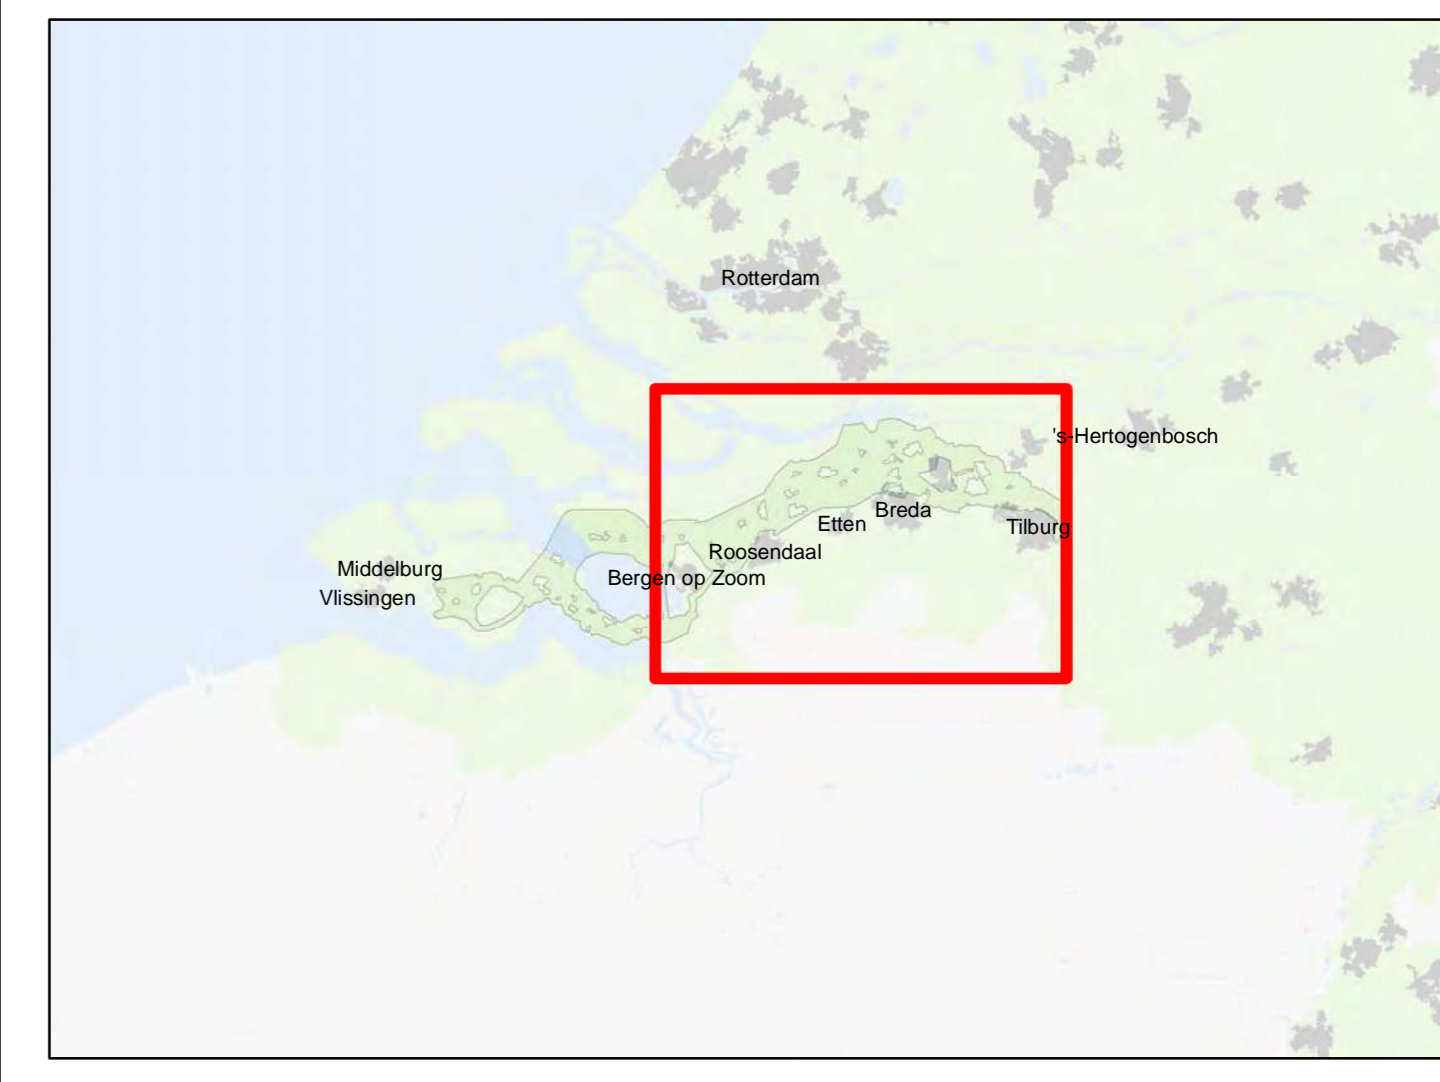 Rotterdam
's-Hertogenbosch
Breda
Etten
Tilburg
Roosendaal
Middelburg
Bergen op Zoom
Vlissingen